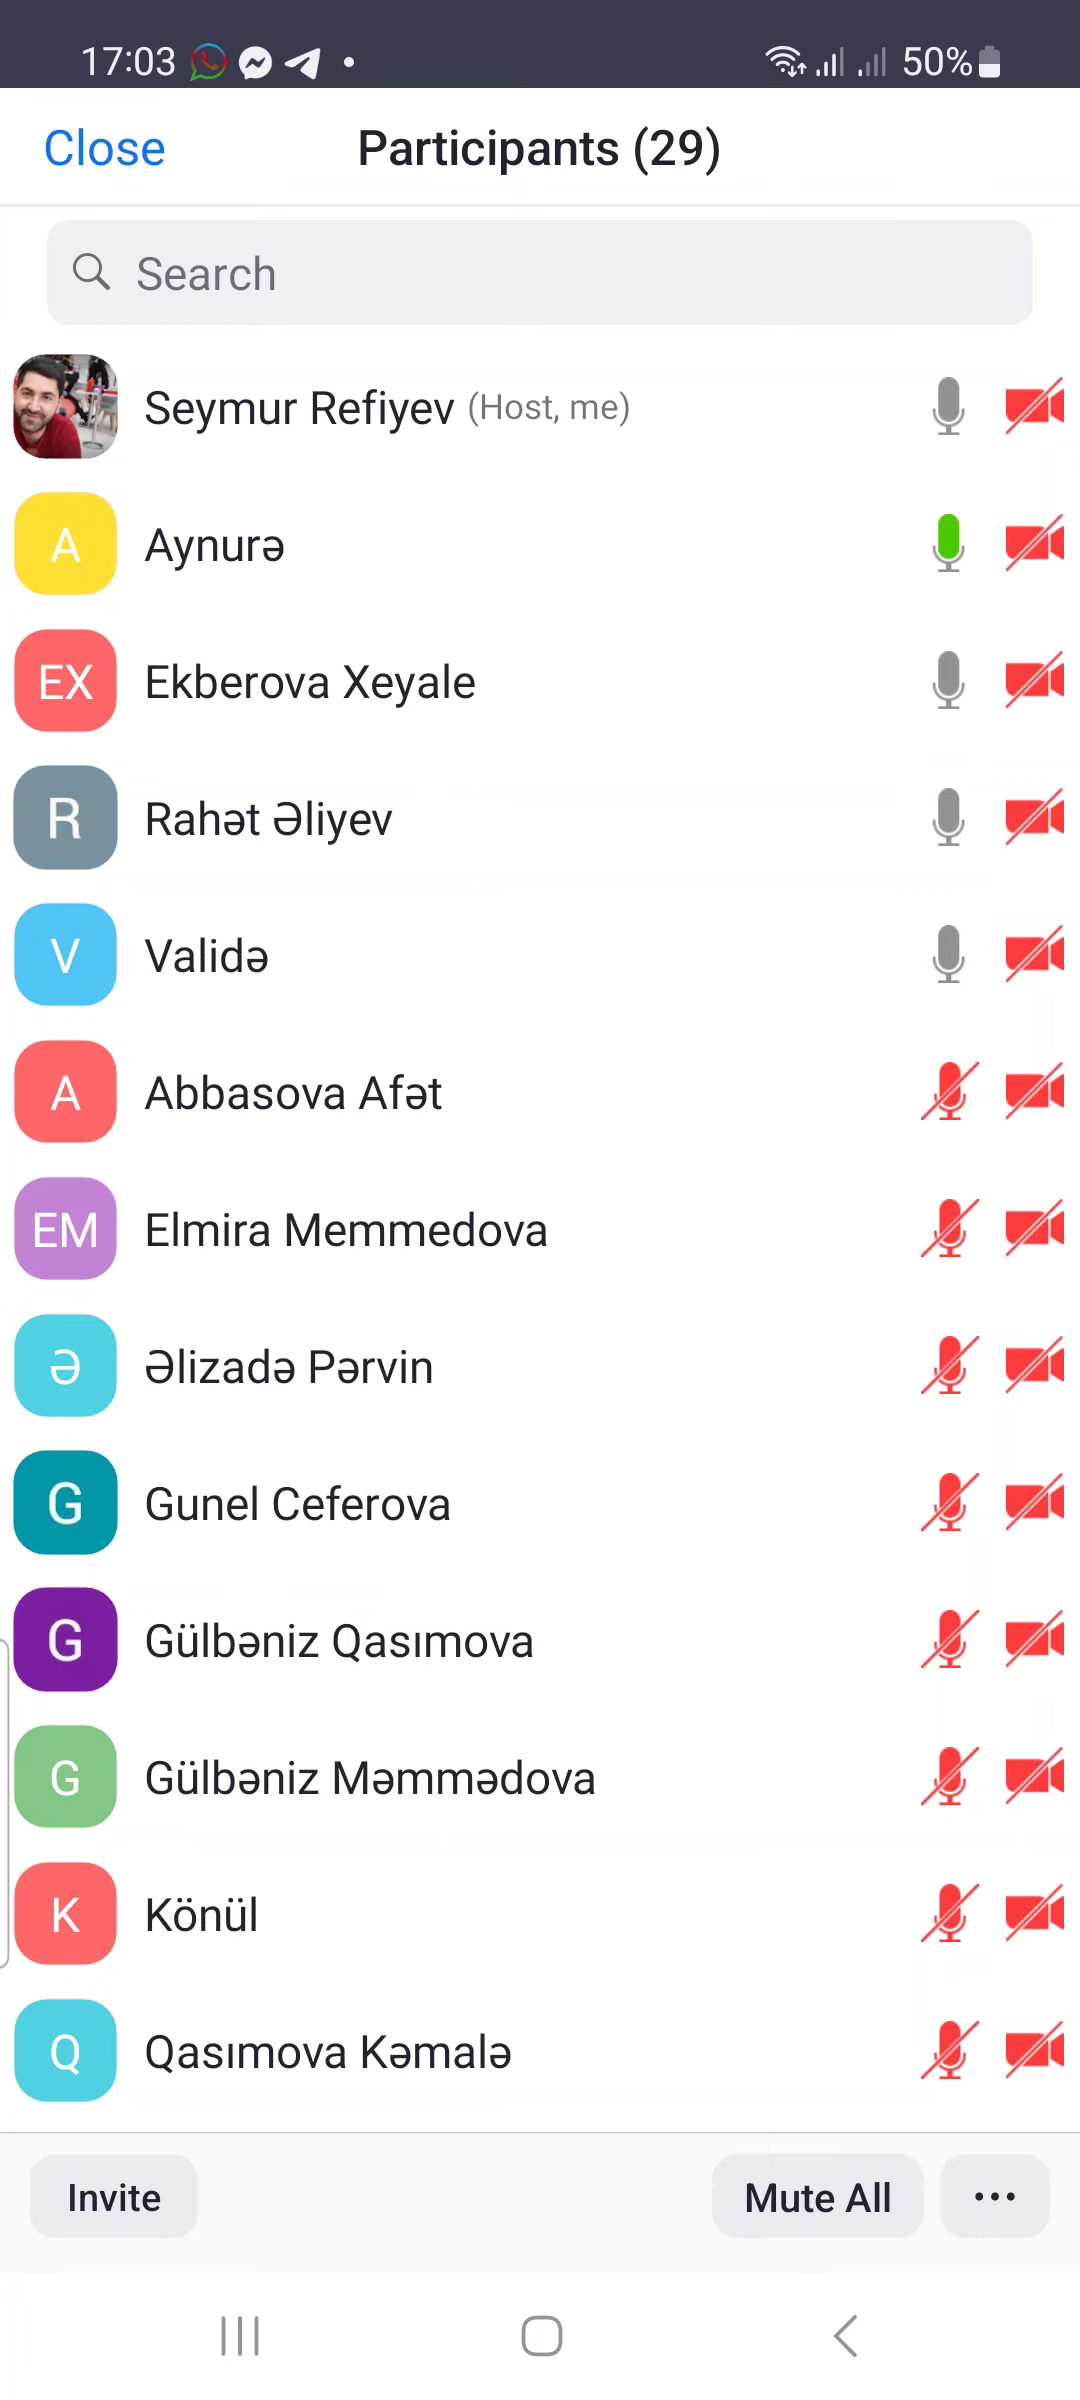 17:03 50%
Close Participants (29)
Search
Seymur Refiyev (Host, me)
A Aynurə
EX Ekberova Xeyale
R Rahət Əliyev
V Validə
A Abbasova Afət
EM Elmira Memmedova
Ə Əlizadə Pərvin
G Gunel Ceferova
G Gülbəniz Qasımova
G Gülbəniz Məmmədova
K Könül
Q Qasımova Kəmalə
Invite Mute All ...